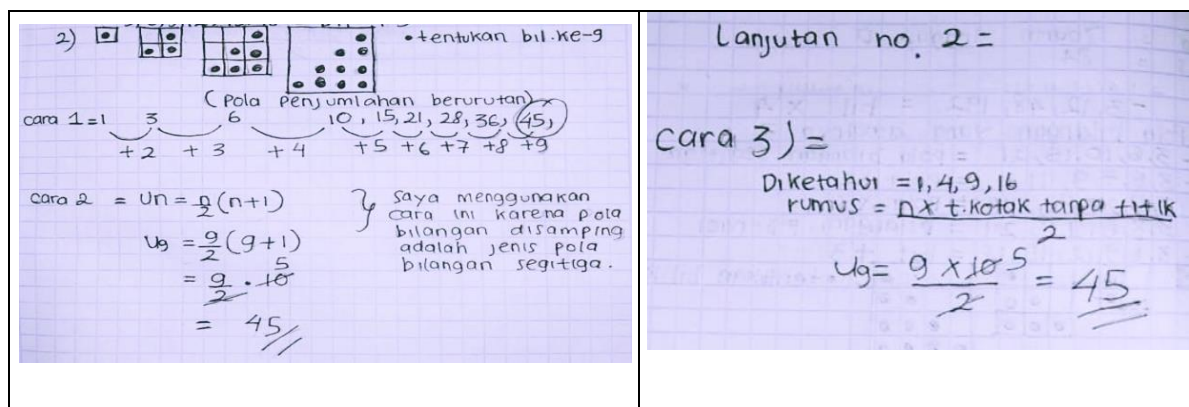 2)
• tentukan bil. ke-9
(Pola Penjumlahan berurutan)
cara 1 = 1 3 6 10, 15, 21, 28, 36, 45,
+2 +3 +4 +5 +6 +7 +8 +9
cara 2 = Un = n/2 (n+1)
U9 = 9/2 (9+1)
= 9/2 . 10 5
= 45
Saya menggunakan
cara ini karena pola
bilangan disamping
adalah jenis pola
bilangan segitiga.
Lanjutan no. 2 =
cara 3) =
Diketahui = 1, 4, 9, 16
rumus = n x t.kotak tanpa +1+1k
2
U9 = 9 x 10 5 / 2 = 45